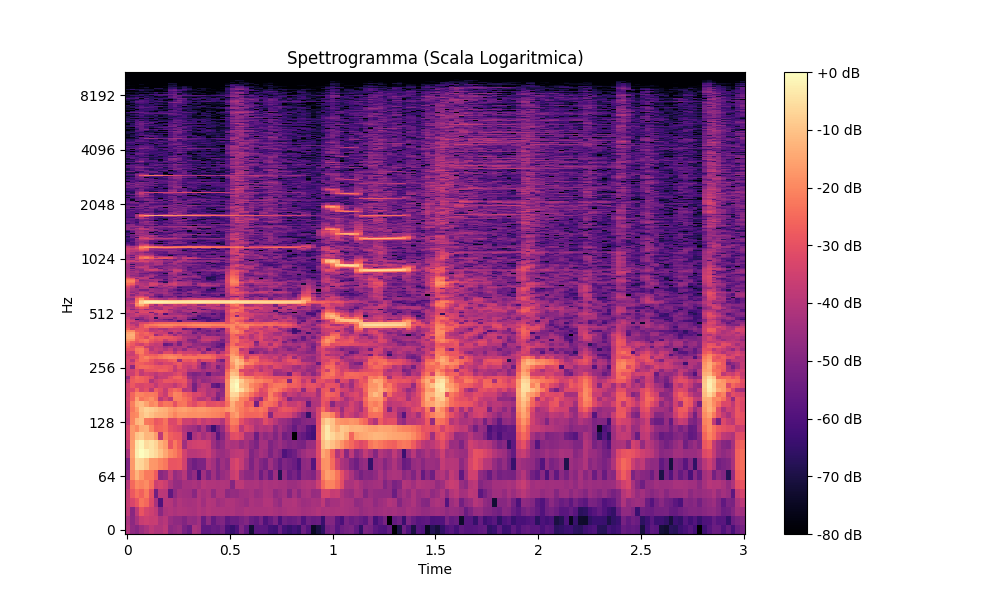 Spettrogramma (Scala Logaritmica)
Hz
8192
4096
2048
1024
512
256
128
64
0
0 0.5 1 1.5 2 2.5 3
Time
+0 dB
-10 dB
-20 dB
-30 dB
-40 dB
-50 dB
-60 dB
-70 dB
-80 dB